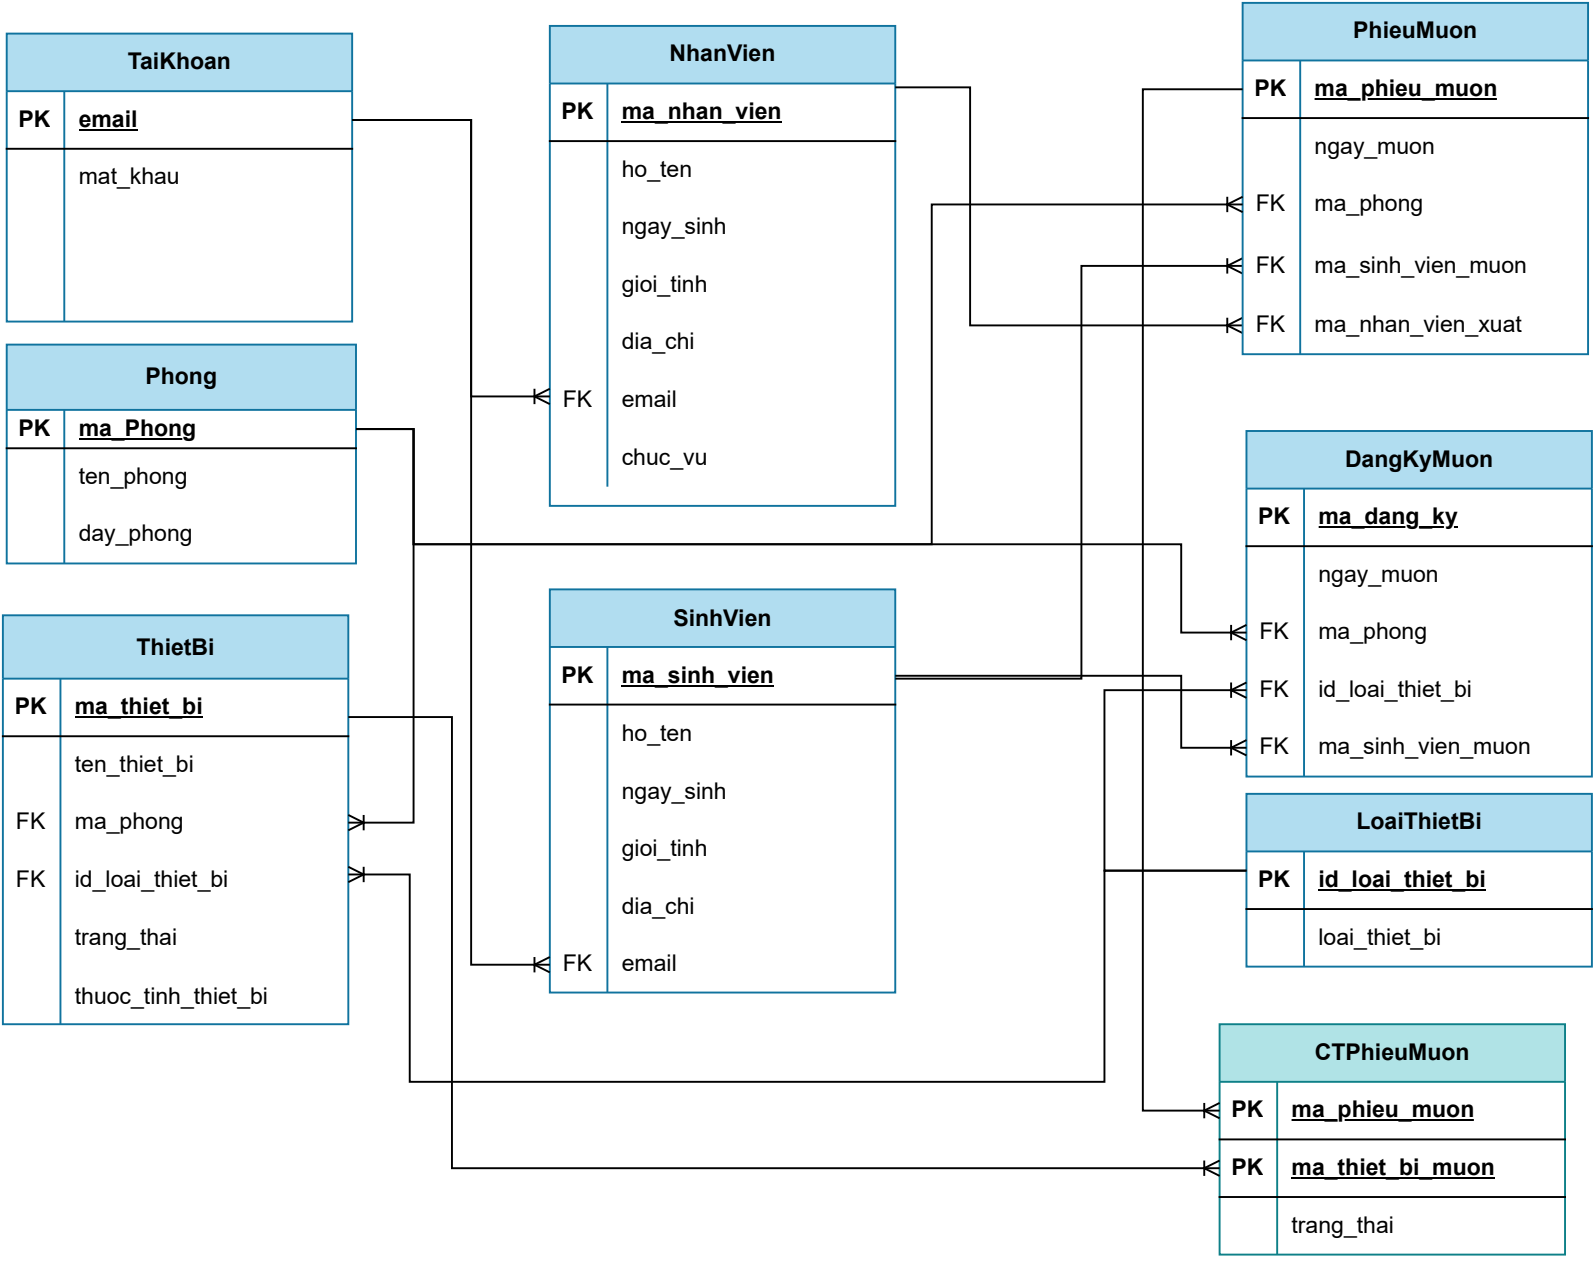 TaiKhoan
PK email
mat_khau
Phong
PK ma_Phong
ten_phong
day_phong
ThietBi
PK ma_thiet_bi
ten_thiet_bi
FK ma_phong
FK id_loai_thiet_bi
trang_thai
thuoc_tinh_thiet_bi
NhanVien
PK ma_nhan_vien
ho_ten
ngay_sinh
gioi_tinh
dia_chi
FK email
chuc_vu
SinhVien
PK ma_sinh_vien
ho_ten
ngay_sinh
gioi_tinh
dia_chi
FK email
PhieuMuon
PK ma_phieu_muon
ngay_muon
FK ma_phong
FK ma_sinh_vien_muon
FK ma_nhan_vien_xuat
DangKyMuon
PK ma_dang_ky
ngay_muon
FK ma_phong
FK id_loai_thiet_bi
FK ma_sinh_vien_muon
LoaiThietBi
PK id_loai_thiet_bi
loai_thiet_bi
CTPhieuMuon
PK ma_phieu_muon
PK ma_thiet_bi_muon
trang_thai